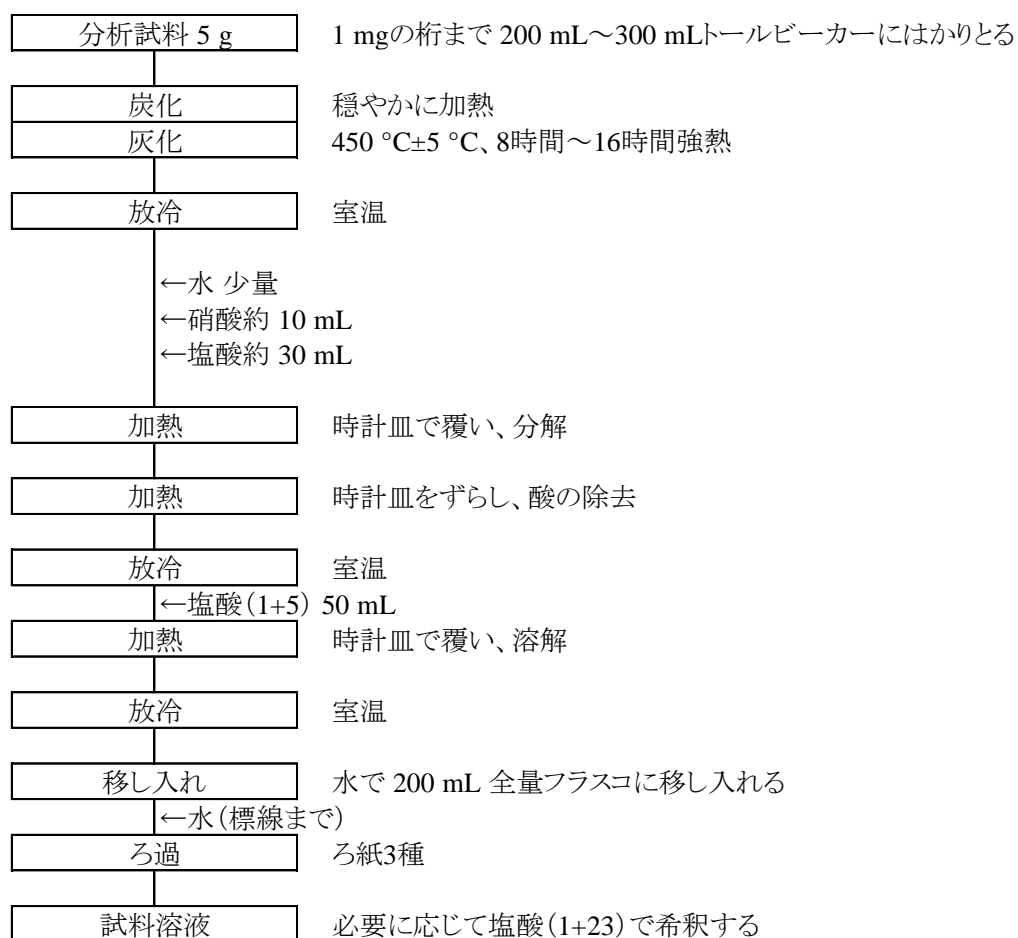 分析試料 5 g 1 mgの桁まで 200 mL～300 mLトールビーカーにはかりとる
炭化 穏やかに加熱
灰化 450 °C±5 °C、8時間～16時間強熱
放冷 室温
←水 少量
←硝酸約 10 mL
←塩酸約 30 mL
加熱 時計皿で覆い、分解
加熱 時計皿をずらし、酸の除去
放冷 室温
←塩酸（1+5） 50 mL
加熱 時計皿で覆い、溶解
放冷 室温
移し入れ 水で 200 mL 全量フラスコに移し入れる
←水（標線まで）
ろ過 ろ紙3種
試料溶液 必要に応じて塩酸（1+23）で希釈する